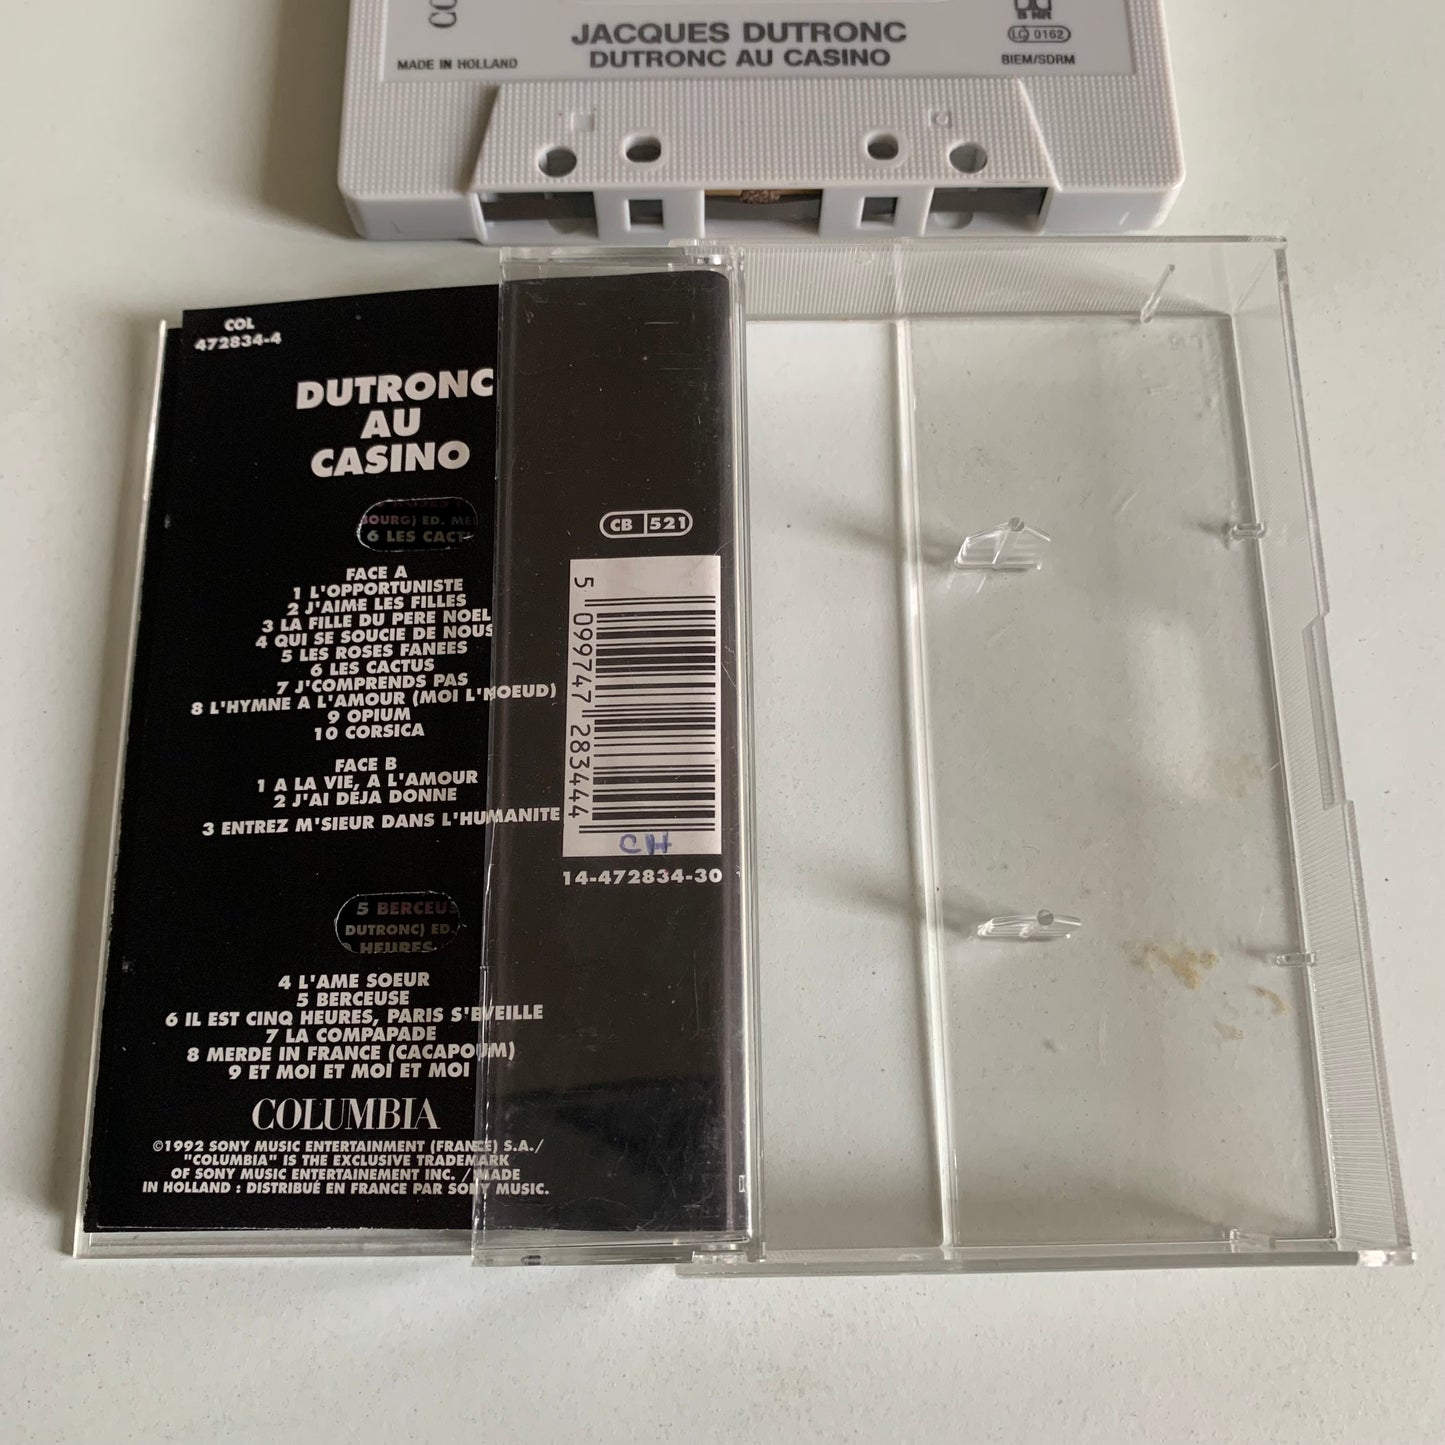 JACQUES DUTRONC
DUTRONC AU CASINO
MADE IN HOLLAND
B NR
LC 0162
BIEM/SDRM
COL
472834-4
DUTRONC
AU
CASINO
BOURG) ED.
6 LES CACT
FACE A
1 L'OPPORTUNISTE
2 J'AIME LES FILLES
3 LA FILLE DU PERE NOEL
4 QUI SE SOUCIE DE NOUS
5 LES ROSES FANEES
6 LES CACTUS
7 J'COMPRENDS PAS
8 L'HYMNE A L'AMOUR (MOI L'NOEUD)
9 OPIUM
10 CORSICA
FACE B
1 A LA VIE, A L'AMOUR
2 J'AI DEJA DONNE
3 ENTREZ M'SIEUR DANS L'HUMANITE
5 BERCEUS
DUTRONC) ED.
HEURES
4 L'AME SOEUR
5 BERCEUSE
6 IL EST CINQ HEURES, PARIS S'EVEILLE
7 LA COMPAPADE
8 MERDE IN FRANCE (CACAPOUM)
9 ET MOI ET MOI ET MOI
COLUMBIA
©1992 SONY MUSIC ENTERTAINMENT (FRANCE) S.A./
"COLUMBIA" IS THE EXCLUSIVE TRADEMARK
OF SONY MUSIC ENTERTAINEMENT INC. / MADE
IN HOLLAND : DISTRIBUÉ EN FRANCE PAR SONY MUSIC.
CB 521
5 099747 283444
CH
14-472834-30